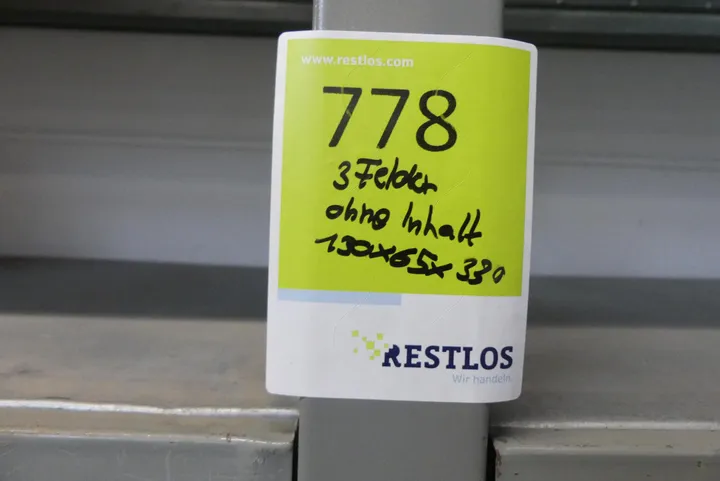 www.restlos.com
778
3 Felder
ohne Inhalt
130x65x330
RESTLOS
Wir handeln.